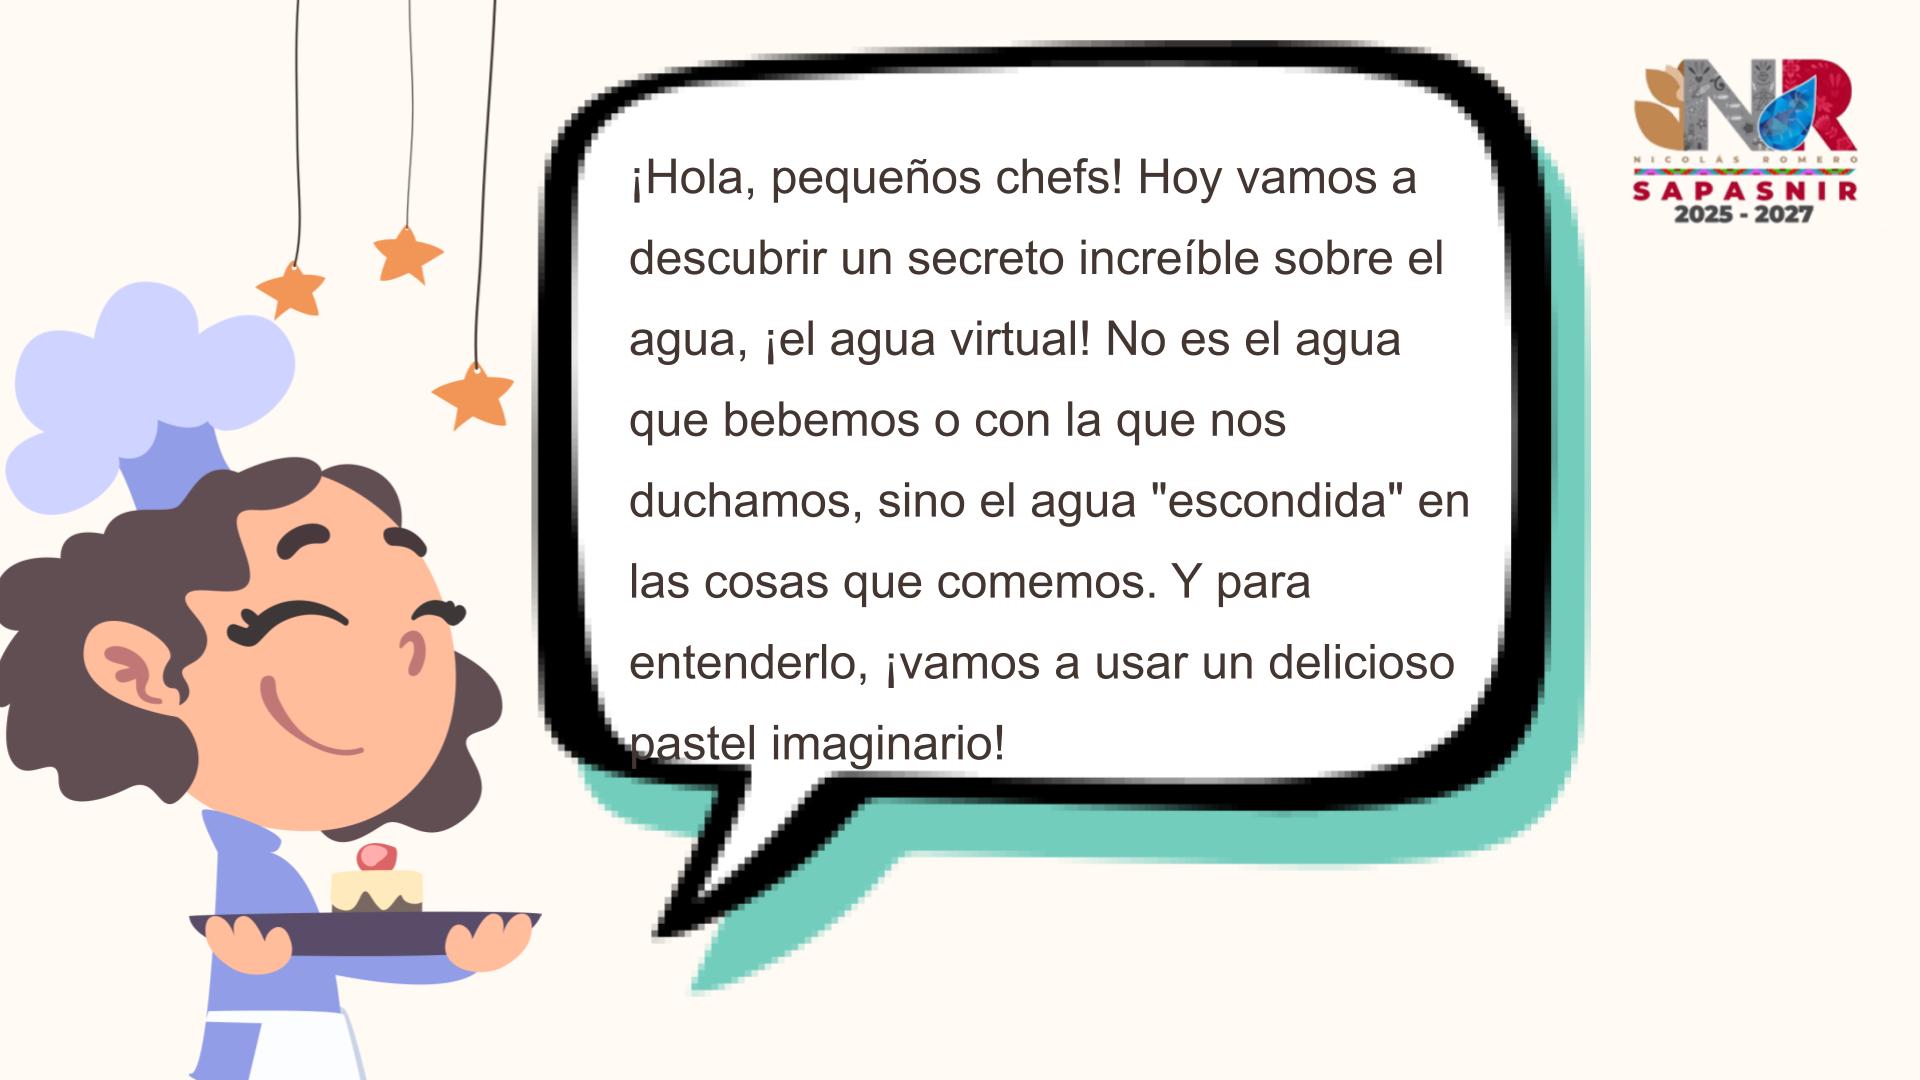 ¡Hola, pequeños chefs! Hoy vamos a
descubrir un secreto increíble sobre el
agua, ¡el agua virtual! No es el agua
que bebemos o con la que nos
duchamos, sino el agua "escondida" en
las cosas que comemos. Y para
entenderlo, ¡vamos a usar un delicioso
pastel imaginario!
NR
NICOLÁS ROMERO
SAPASNIR
2025 - 2027